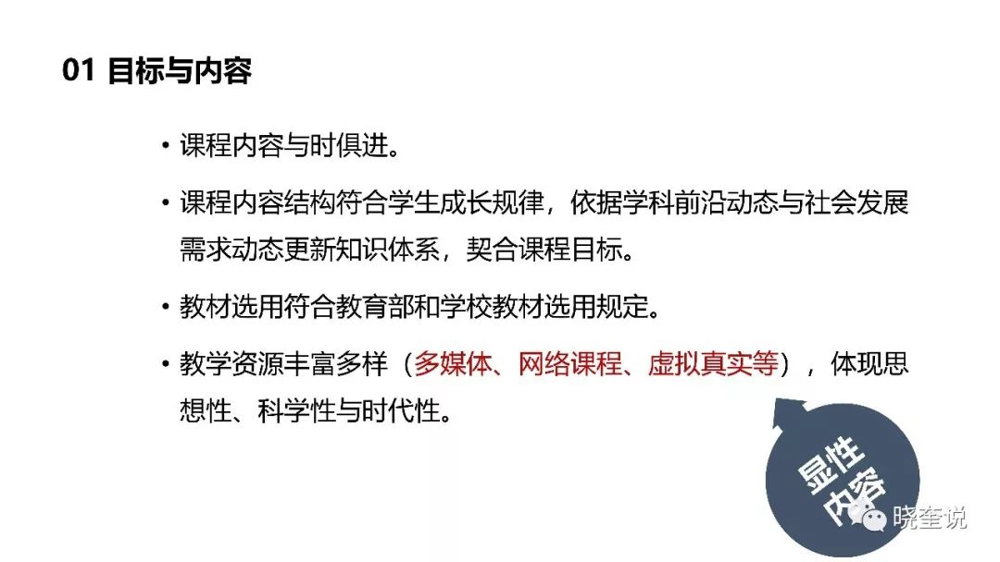 01 目标与内容
• 课程内容与时俱进。
• 课程内容结构符合学生成长规律，依据学科前沿动态与社会发展
需求动态更新知识体系，契合课程目标。
• 教材选用符合教育部和学校教材选用规定。
• 教学资源丰富多样（多媒体、网络课程、虚拟真实等），体现思
想性、科学性与时代性。
显性
内容
晓奎说